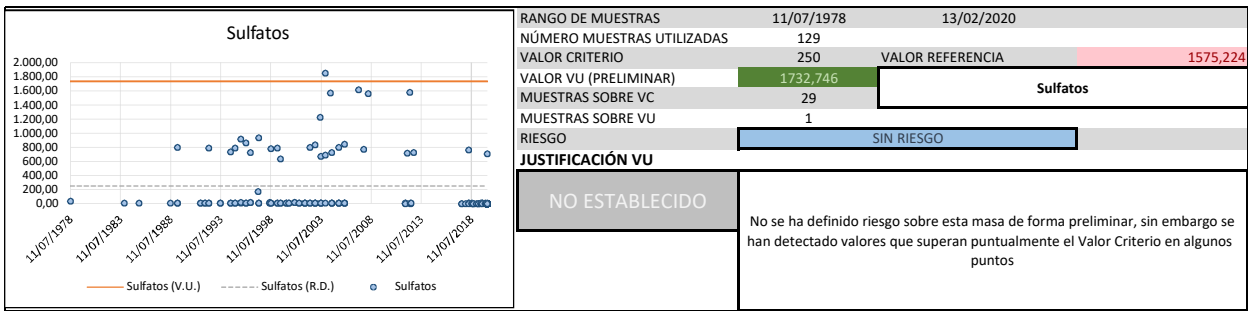 Sulfatos
2.000,00
1.800,00
1.600,00
1.400,00
1.200,00
1.000,00
800,00
600,00
400,00
200,00
0,00
11/07/1978
11/07/1983
11/07/1988
11/07/1993
11/07/1998
11/07/2003
11/07/2008
11/07/2013
11/07/2018
Sulfatos (V.U.) Sulfatos (R.D.) Sulfatos
RANGO DE MUESTRAS 11/07/1978 13/02/2020
NÚMERO MUESTRAS UTILIZADAS 129
VALOR CRITERIO 250 VALOR REFERENCIA 1575,224
VALOR VU (PRELIMINAR) 1732,746
Sulfatos
MUESTRAS SOBRE VC 29
MUESTRAS SOBRE VU 1
RIESGO SIN RIESGO
JUSTIFICACIÓN VU
NO ESTABLECIDO
No se ha definido riesgo sobre esta masa de forma preliminar, sin embargo se
han detectado valores que superan puntualmente el Valor Criterio en algunos
puntos